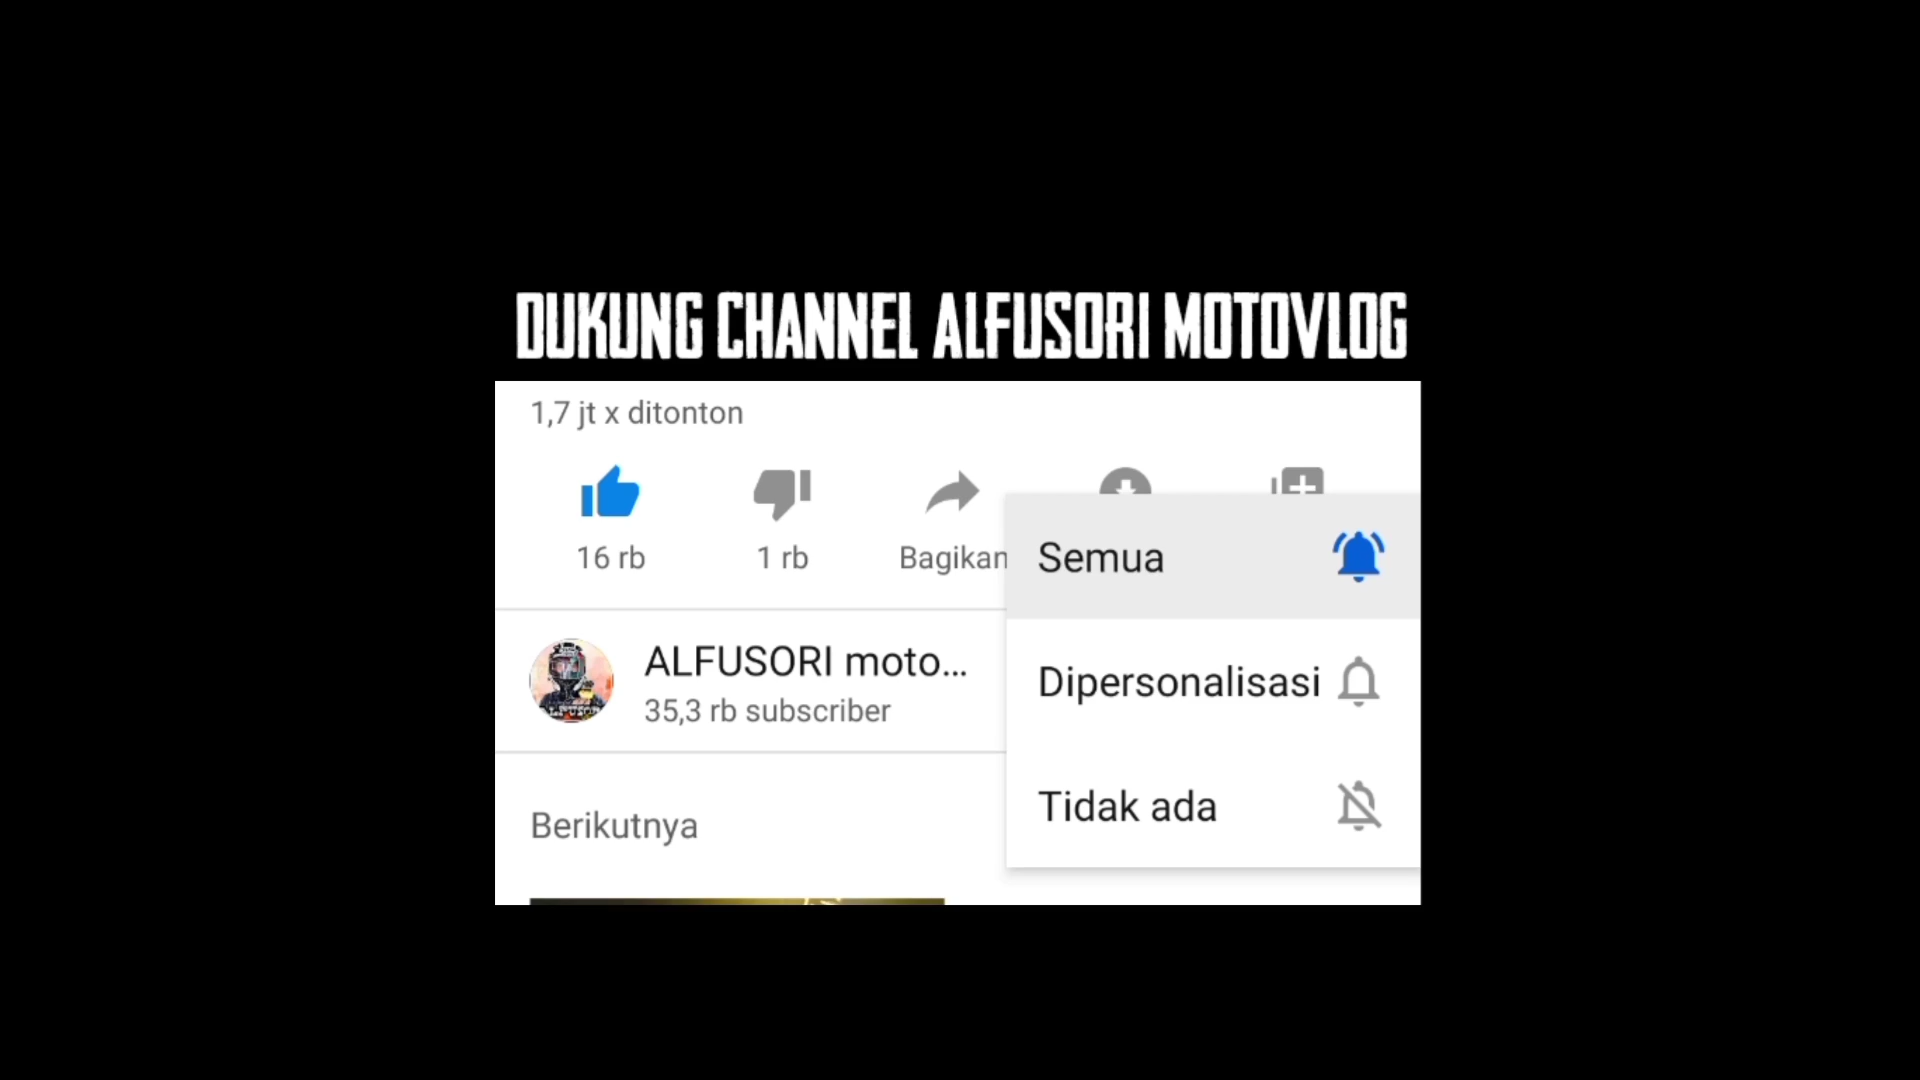 DUKUNG CHANNEL ALFUSORI MOTOVLOG
1,7 jt x ditonton
16 rb
1 rb
Bagikan
Semua
ALFUSORI moto...
35,3 rb subscriber
Dipersonalisasi
Tidak ada
Berikutnya